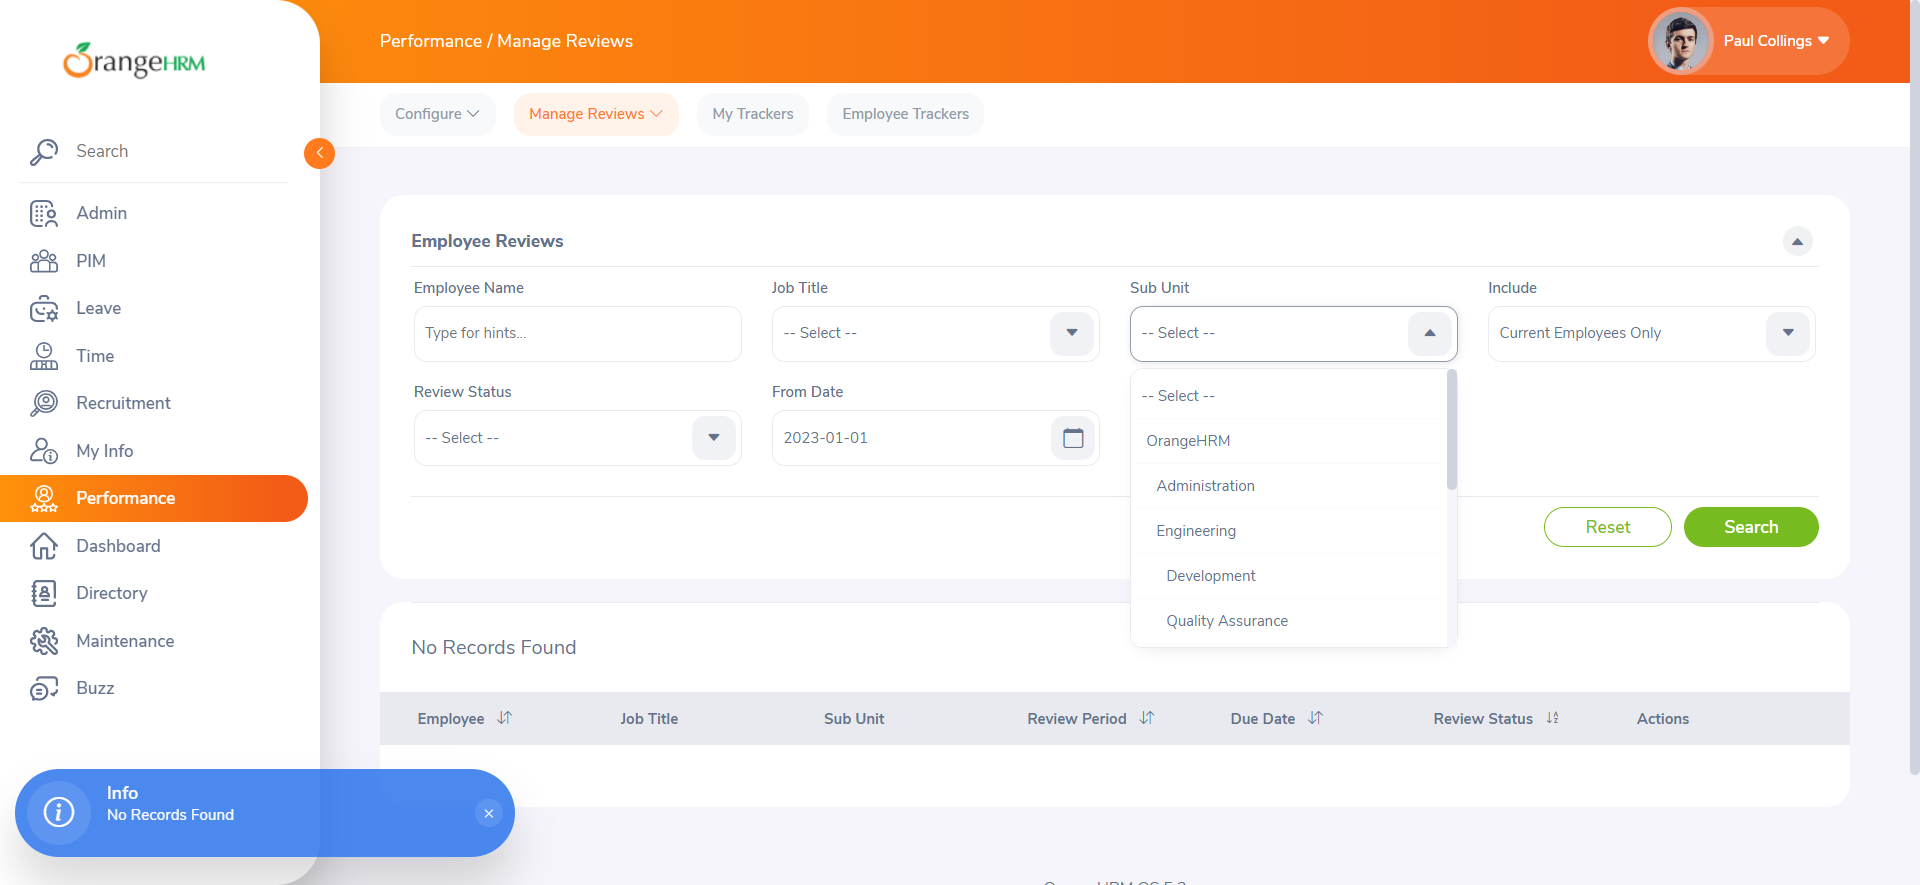 OrangeHRM
Performance / Manage Reviews
Paul Collings
Configure
Manage Reviews
My Trackers
Employee Trackers
Search
Admin
PIM
Leave
Time
Recruitment
My Info
Performance
Dashboard
Directory
Maintenance
Buzz
Employee Reviews
Employee Name
Job Title
Sub Unit
Include
Type for hints...
-- Select --
-- Select --
Current Employees Only
Review Status
From Date
-- Select --
2023-01-01
-- Select --
OrangeHRM
Administration
Engineering
Development
Quality Assurance
Reset
Search
No Records Found
Employee
Job Title
Sub Unit
Review Period
Due Date
Review Status
Actions
Info
No Records Found